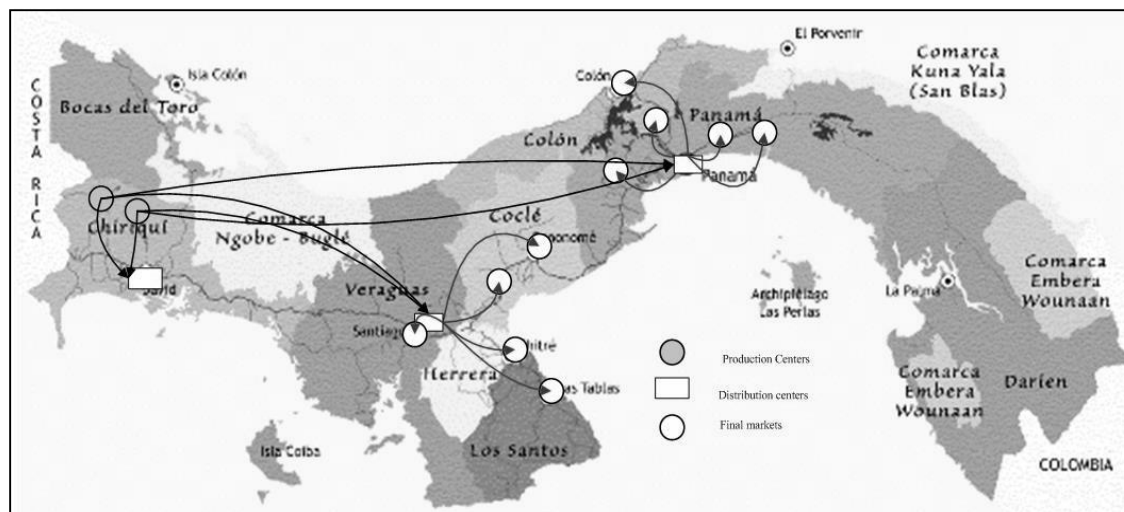 El Porvenir
Comarca
Kuna Yala
(San Blas)
COSTA RICA
Isla Colón
Bocas del Toro
Colón
Panamá
Colón
Panamá
Chiriquí
Comarca
Ngobe - Buglé
Coclé
Comarca
Embera
Wounaan
Veraguas
Archipiélago
Las Perlas
La Palma
Herrera
Production Centers
Distribution centers
Final markets
Comarca
Embera
Wounaan
Daríen
Los Santos
Isla Coiba
COLOMBIA